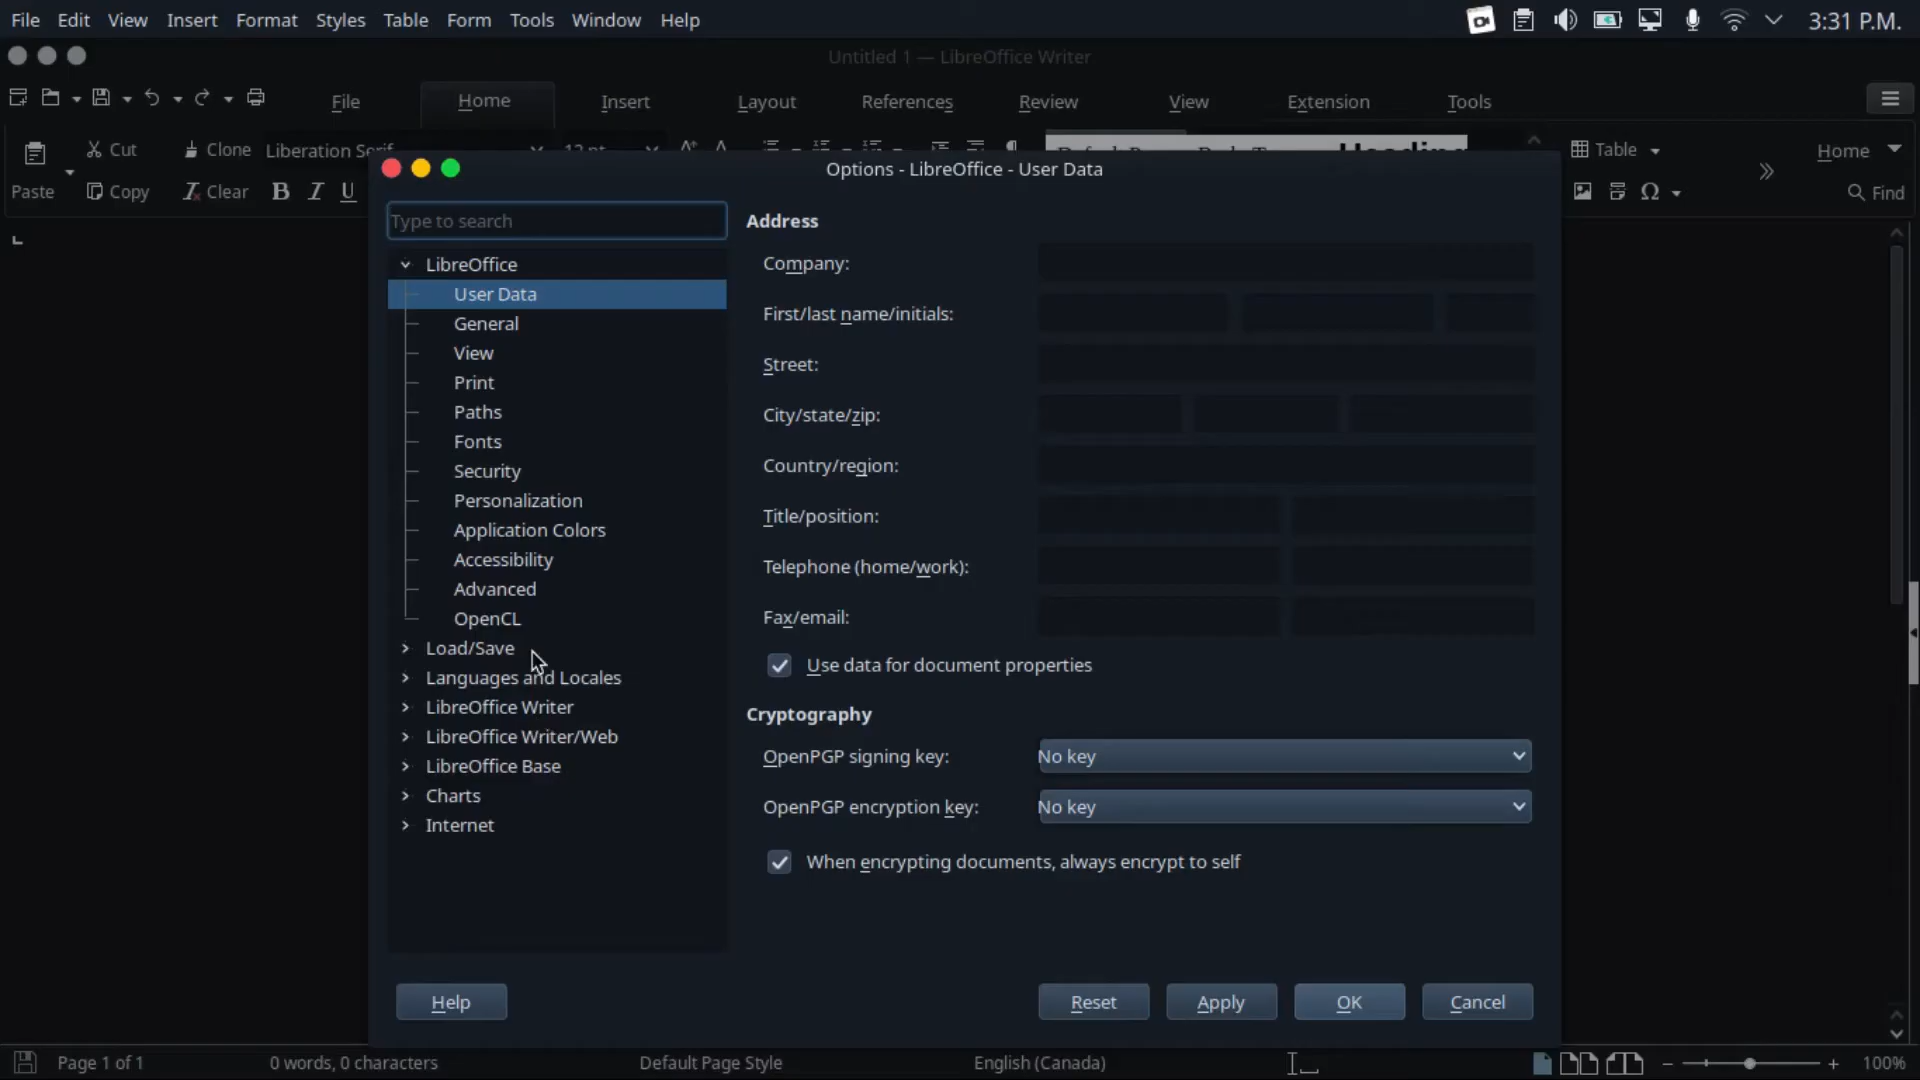 File Edit View Insert Format Styles Table Form Tools Window Help 3:31 P.M.
Untitled 1 — LibreOffice Writer
File Home Insert Layout References Review View Extension Tools
Cut Clone Liberation Serif 12 pt Table Home
Paste Copy Clear B I U Find
Options - LibreOffice - User Data
Type to search
LibreOffice
User Data
General
View
Print
Paths
Fonts
Security
Personalization
Application Colors
Accessibility
Advanced
OpenCL
Load/Save
Languages and Locales
LibreOffice Writer
LibreOffice Writer/Web
LibreOffice Base
Charts
Internet
Address
Company:
First/last name/initials:
Street:
City/state/zip:
Country/region:
Title/position:
Telephone (home/work):
Fax/email:
Use data for document properties
Cryptography
OpenPGP signing key: No key
OpenPGP encryption key: No key
When encrypting documents, always encrypt to self
Help Reset Apply OK Cancel
Page 1 of 1 0 words, 0 characters Default Page Style English (Canada) 100%